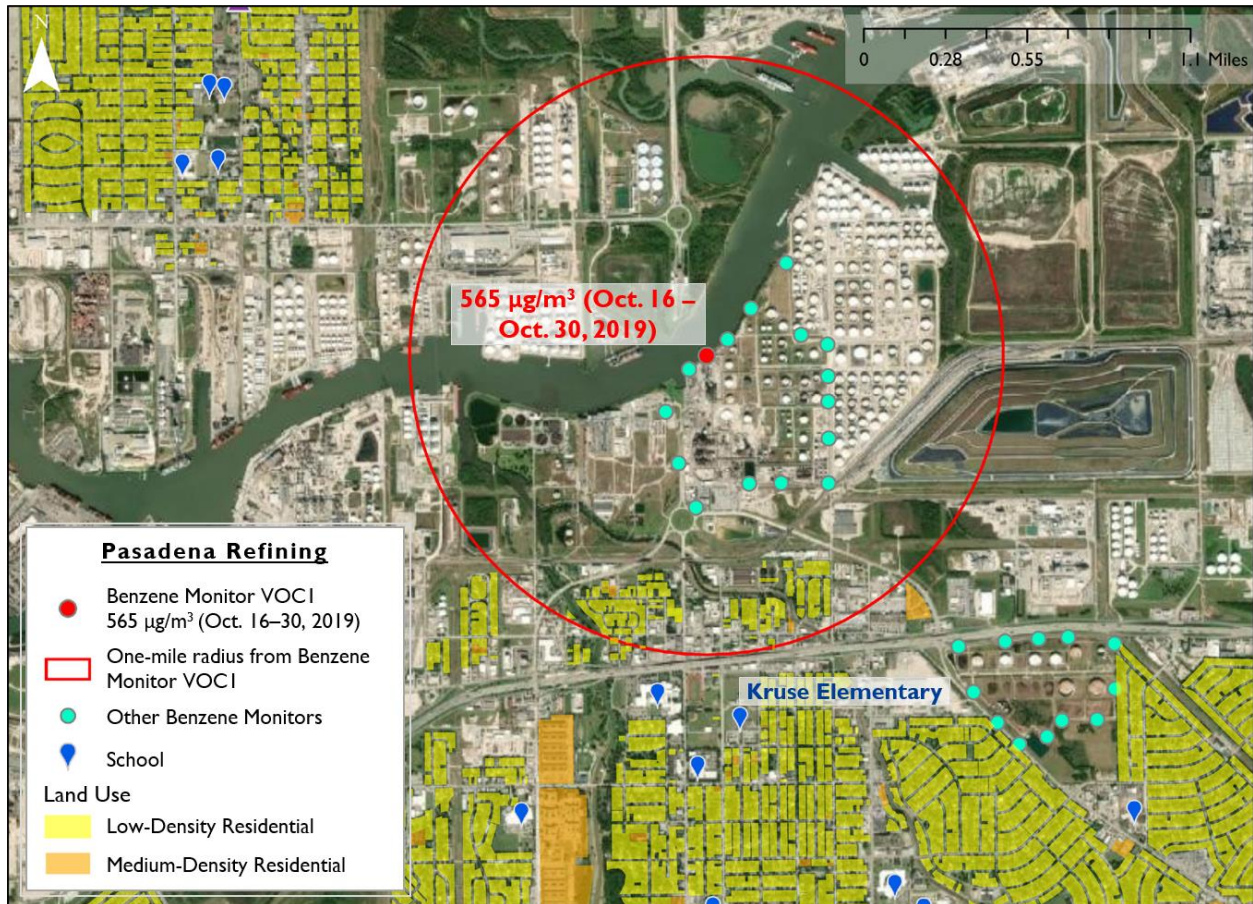 N
0 0.28 0.55 1.1 Miles
565 µg/m³ (Oct. 16 –
Oct. 30, 2019)
Kruse Elementary
Pasadena Refining
Benzene Monitor VOC1
565 µg/m³ (Oct. 16–30, 2019)
One-mile radius from Benzene
Monitor VOC1
Other Benzene Monitors
School
Land Use
Low-Density Residential
Medium-Density Residential